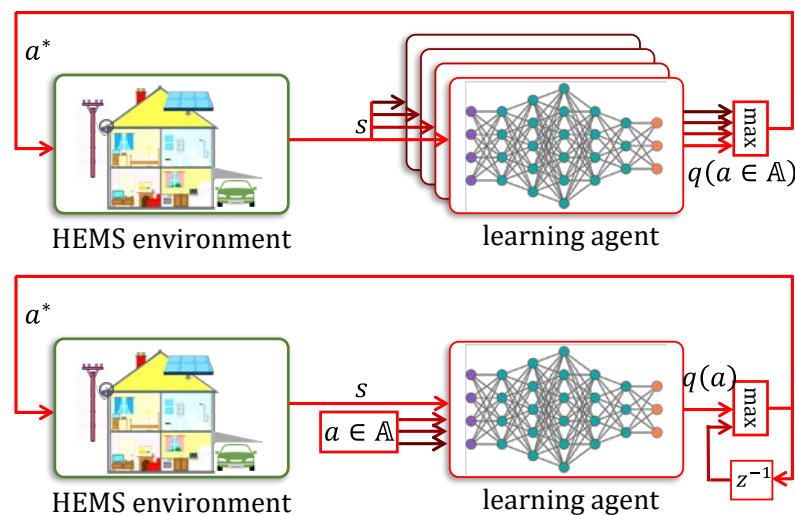 a*
s
max
q(a ∈ 𝔸)
HEMS environment
learning agent
a*
s
q(a)
max
a ∈ 𝔸
z⁻¹
HEMS environment
learning agent